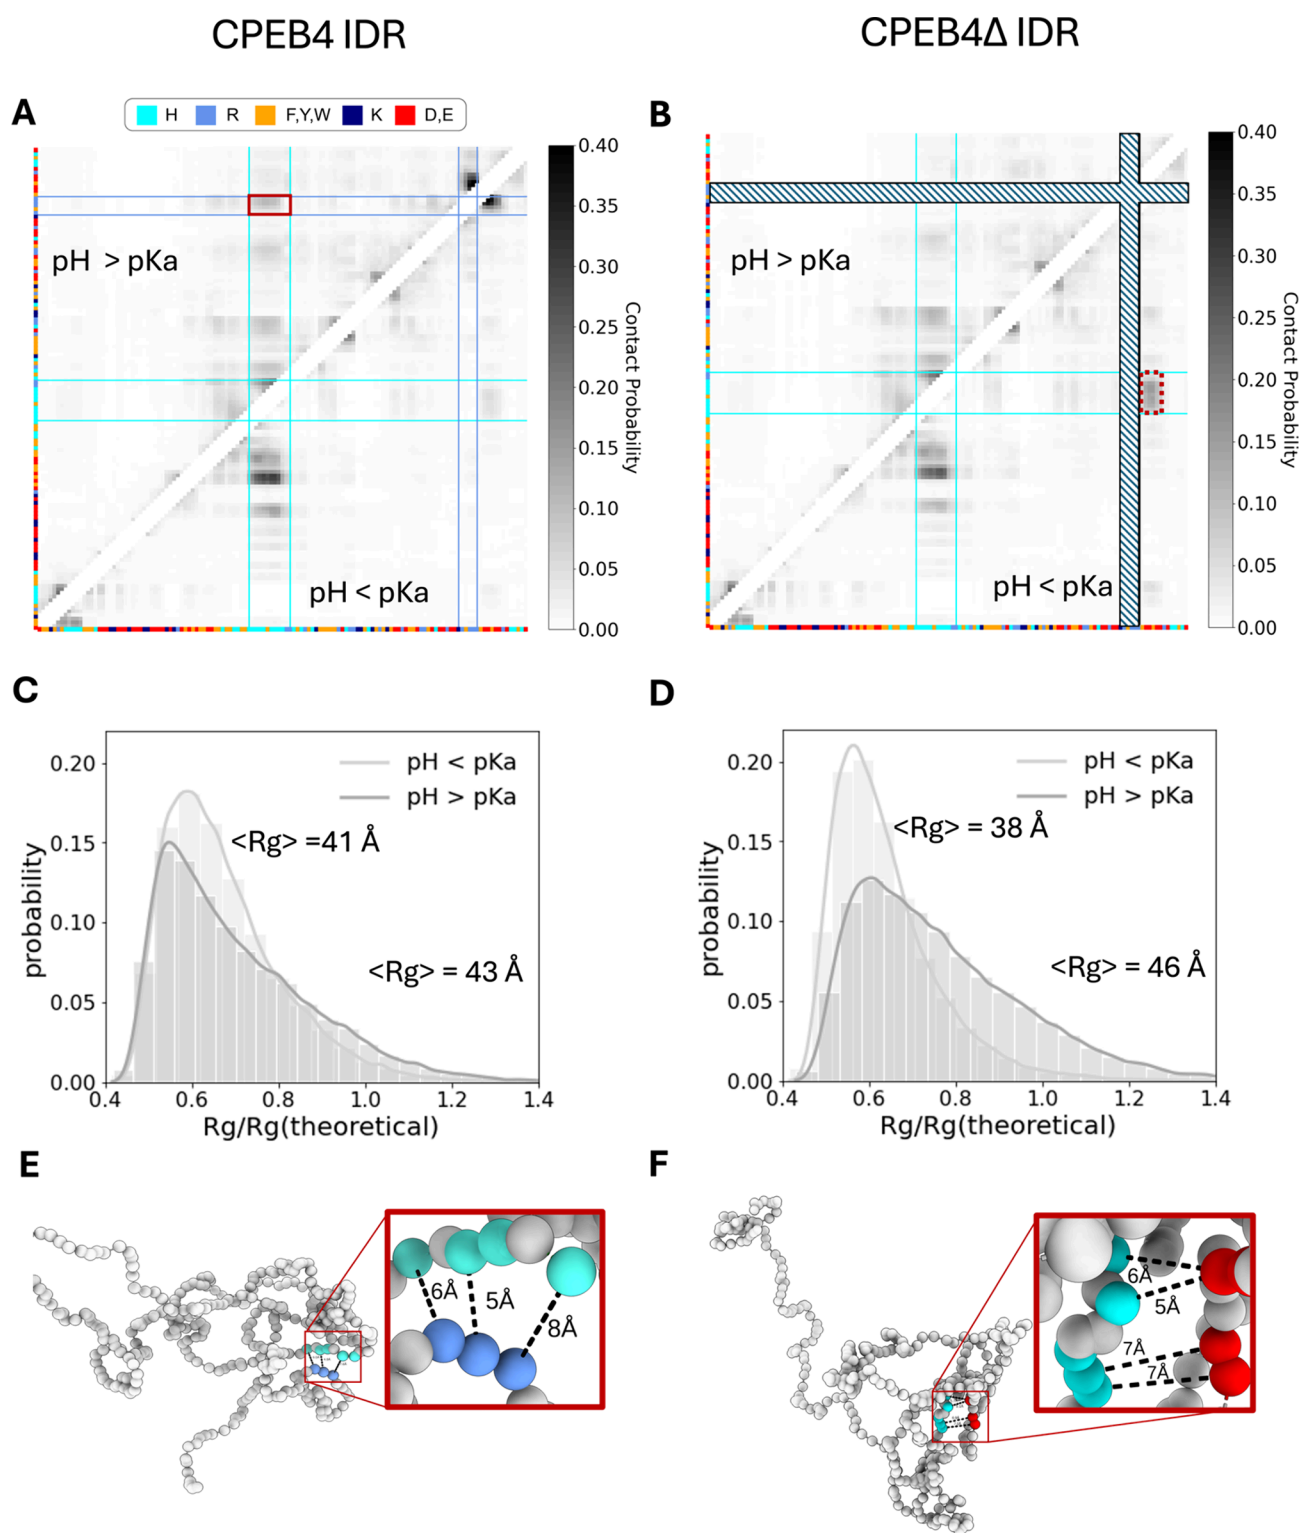 CPEB4 IDR
CPEB4Δ IDR
A
H R F,Y,W K D,E
pH > pKa
pH < pKa
0.40
0.35
0.30
0.25
0.20
0.15
0.10
0.05
0.00
Contact Probability
B
pH > pKa
pH < pKa
0.40
0.35
0.30
0.25
0.20
0.15
0.10
0.05
0.00
Contact Probability
C
pH < pKa
pH > pKa
<Rg> =41 Å
<Rg> = 43 Å
probability
0.20
0.15
0.10
0.05
0.00
0.4 0.6 0.8 1.0 1.2 1.4
Rg/Rg(theoretical)
D
pH < pKa
pH > pKa
<Rg> = 38 Å
<Rg> = 46 Å
probability
0.20
0.15
0.10
0.05
0.00
0.4 0.6 0.8 1.0 1.2 1.4
Rg/Rg(theoretical)
E
6Å
5Å
8Å
F
6Å
5Å
7Å
7Å